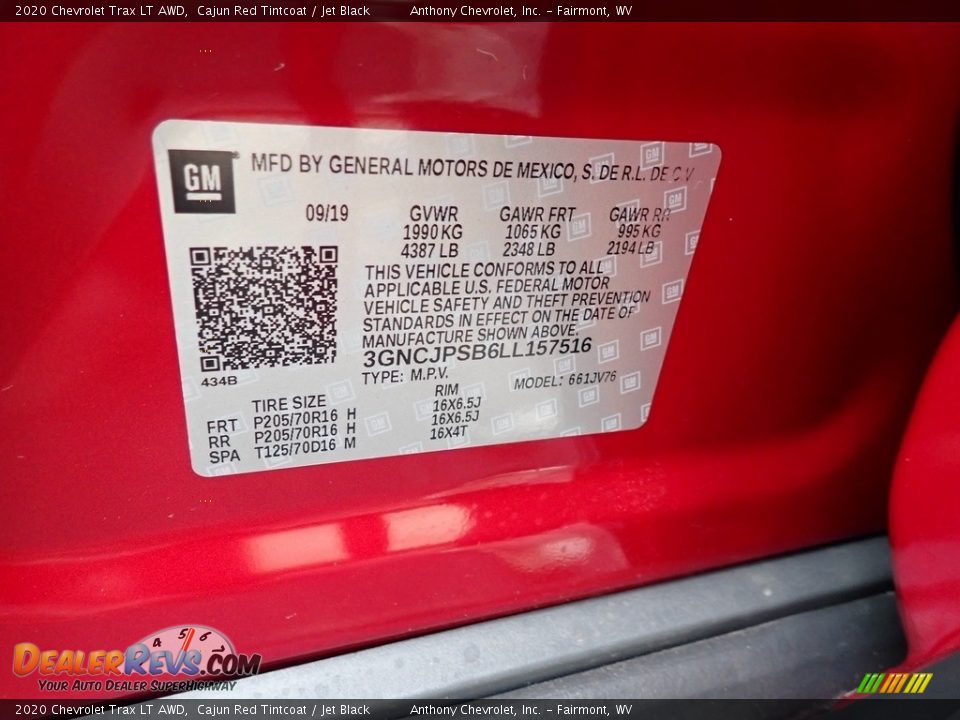 2020 Chevrolet Trax LT AWD, Cajun Red Tintcoat / Jet Black Anthony Chevrolet, Inc. - Fairmont, WV
GM MFD BY GENERAL MOTORS DE MEXICO, S. DE R.L. DE C.V
09/19 GVWR GAWR FRT GAWR RR
1990 KG 1065 KG 995 KG
4387 LB 2348 LB 2194 LB
THIS VEHICLE CONFORMS TO ALL
APPLICABLE U.S. FEDERAL MOTOR
VEHICLE SAFETY AND THEFT PREVENTION
STANDARDS IN EFFECT ON THE DATE OF
MANUFACTURE SHOWN ABOVE.
3GNCJPSB6LL157516
434B TYPE: M.P.V. MODEL: 661JV76
TIRE SIZE RIM
FRT P205/70R16 H 16X6.5J
RR P205/70R16 H 16X6.5J
SPA T125/70D16 M 16X4T
4 5 6
DealerRevs.com
Your Auto Dealer SuperHighway
2020 Chevrolet Trax LT AWD, Cajun Red Tintcoat / Jet Black Anthony Chevrolet, Inc. - Fairmont, WV